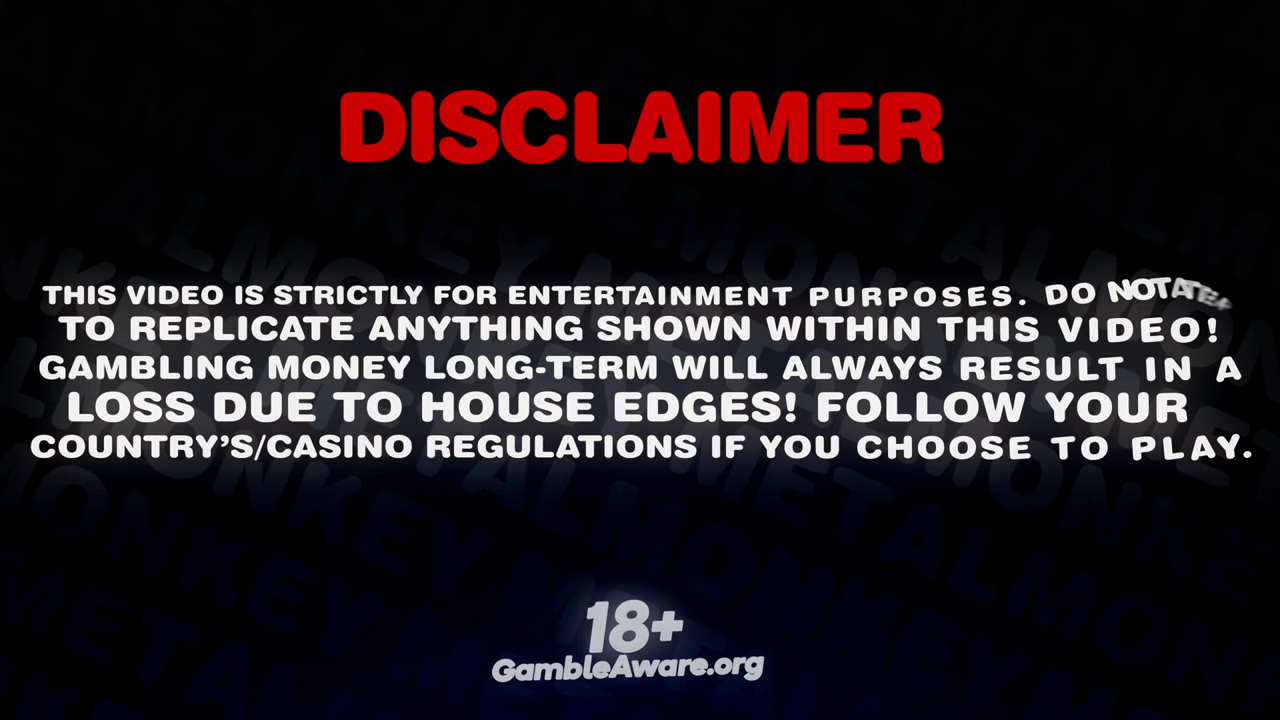 DISCLAIMER
THIS VIDEO IS STRICTLY FOR ENTERTAINMENT PURPOSES. DO NOT
TO REPLICATE ANYTHING SHOWN WITHIN THIS VIDEO!
GAMBLING MONEY LONG-TERM WILL ALWAYS RESULT IN A
LOSS DUE TO HOUSE EDGES! FOLLOW YOUR
COUNTRY'S/CASINO REGULATIONS IF YOU CHOOSE TO PLAY.
18+
GambleAware.org